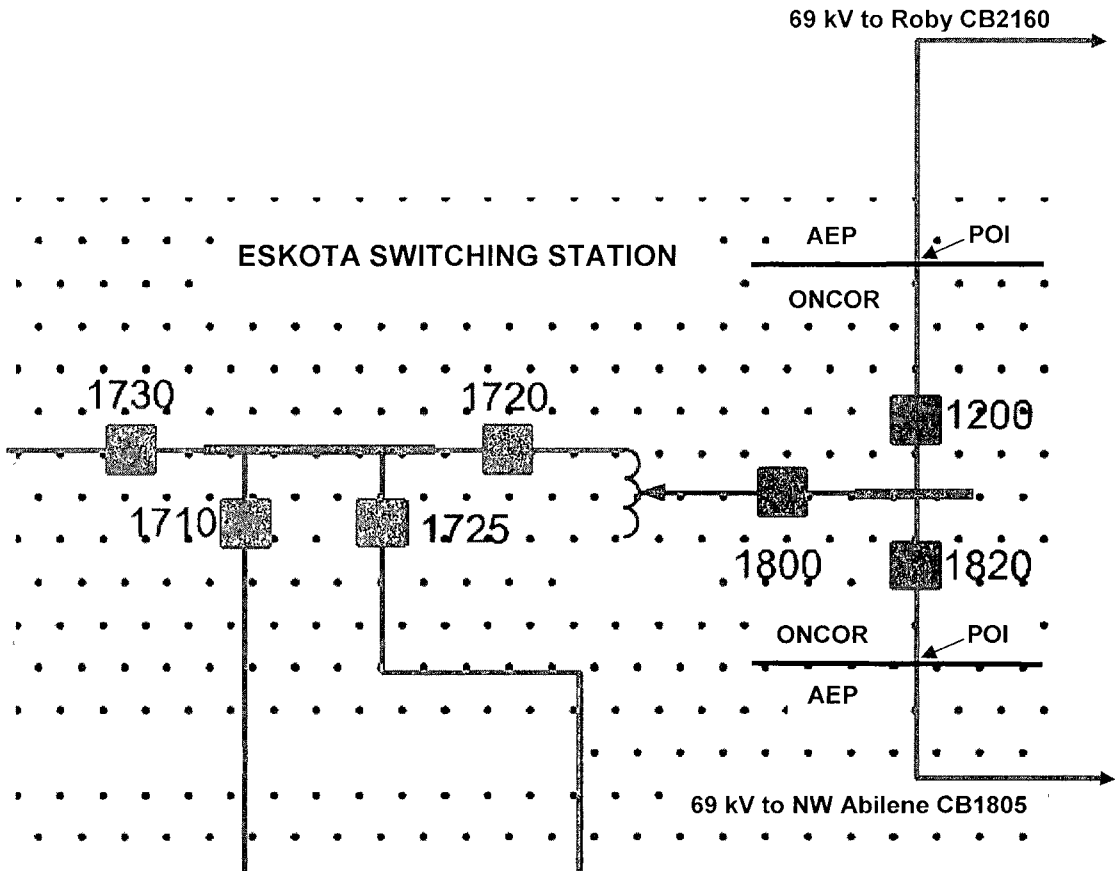 69 kV to Roby CB2160
AEP
POI
ESKOTA SWITCHING STATION
ONCOR
1730
1720
1200
1710
1725
1800
1820
ONCOR
POI
AEP
69 kV to NW Abilene CB1805